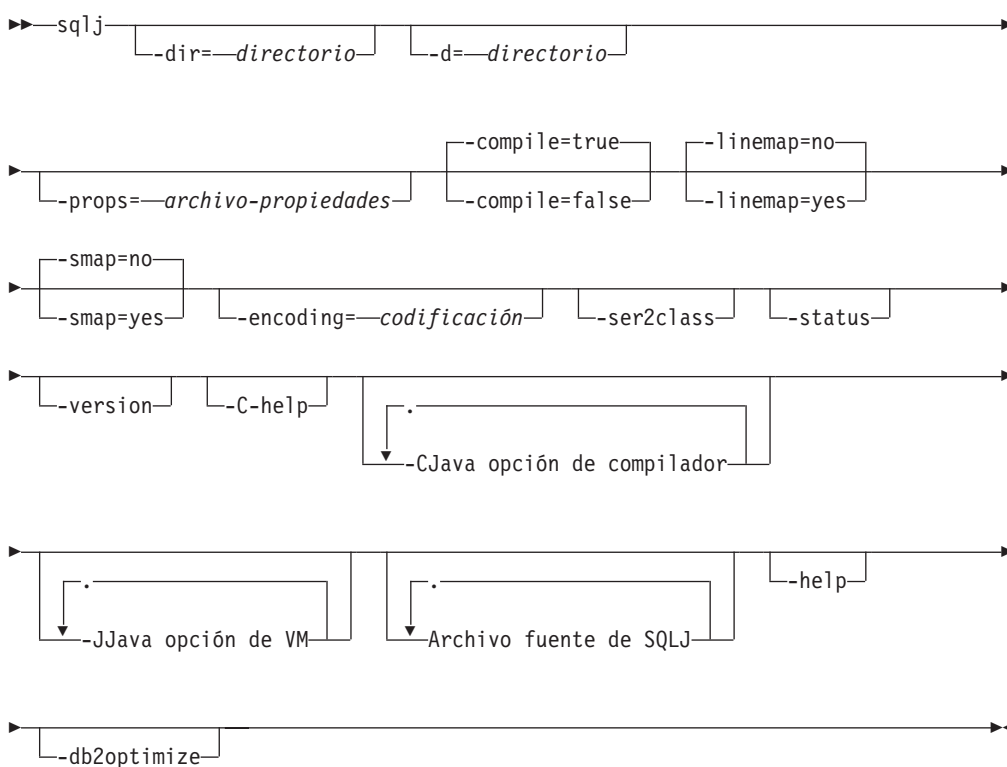 sqlj
-dir= directorio -d= directorio
-compile=true -linemap=no
-props= archivo-propiedades -compile=false -linemap=yes
-smap=no
-smap=yes -encoding= codificación -ser2class -status
-version -C-help
.
-CJava opción de compilador
. . -help
-JJava opción de VM Archivo fuente de SQLJ
-db2optimize